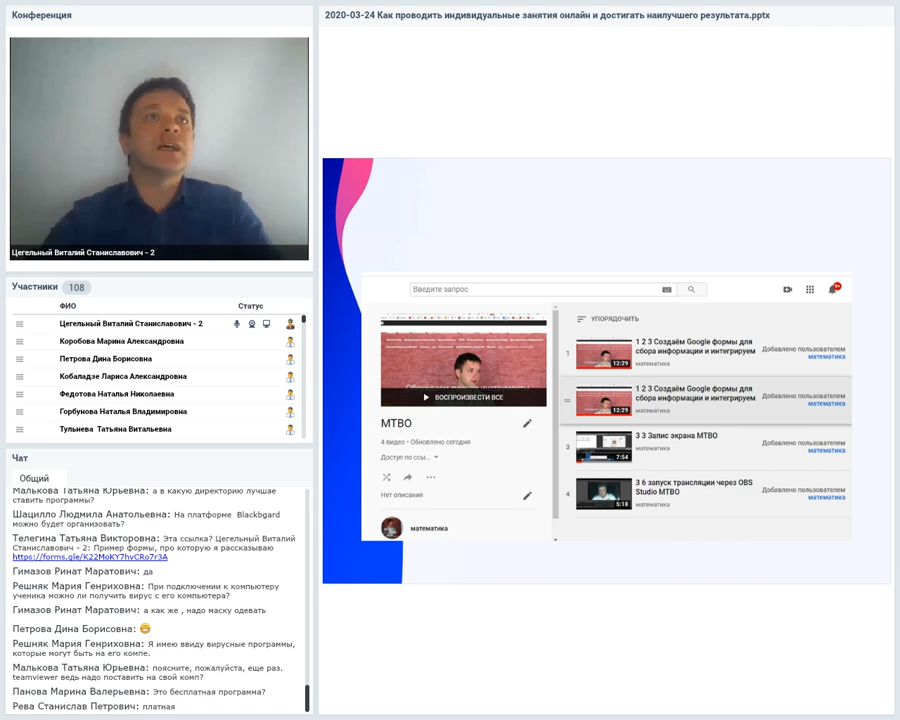 Конференция
Цегельный Виталий Станиславович - 2
Участники 108
ФИО Статус
Цегельный Виталий Станиславович - 2
Коробова Марина Александровна
Петрова Дина Борисовна
Кобаладзе Лариса Александровна
Федотова Наталья Николаевна
Горбунова Наталья Владимировна
Тульнева Татьяна Витальевна
Чат
Общий
Малькова Татьяна Юрьевна: а в какую директорию лучшее
ставить програмы?
Шацилло Людмила Анатольевна: На платформе Blackbgard
можно будет организовать?
Телегина Татьяна Викторовна: Эта ссылка? Цегельный Виталий
Станиславович - 2: Пример формы, про которую я рассказываю
https://forms.gle/K22MoKY7hvCRo7r3A
Гимазов Ринат Маратович: да
Решняк Мария Генриховна: При подключении к компьютеру
ученика можно ли получить вирус с его компьютера?
Гимазов Ринат Маратович: а как же , надо маску одевать
Петрова Дина Борисовна:
Решняк Мария Генриховна: Я имею ввиду вирусные программы,
которые могут быть на его компе.
Малькова Татьяна Юрьевна: поясните, пожалуйста, еще раз.
teamviewer ведь надо поставить на свой комп?
Панова Марина Валерьевна: Это бесплатная программа?
Рева Станислав Петрович: платная
2020-03-24 Как проводить индивидуальные занятия онлайн и достигать наилучшего результата.pptx
Введите запрос
9+
ВОСПРОИЗВЕСТИ ВСЕ
МТВО
4 видео • Обновлено сегодня
Доступ по ссы...
Нет описания
математика
УПОРЯДОЧИТЬ
1
12:29
1 2 3 Создаём Google формы для
сбора информации и интегрируем
математика
Добавлено пользователем
математика
12:29
1 2 3 Создаём Google формы для
сбора информации и интегрируем
математика
Добавлено пользователем
математика
3
7:54
3 3 Запис экрана МТВО
математика
Добавлено пользователем
математика
4
5:18
3 6 запуск трансляции через OBS
Studio МТВО
математика
Добавлено пользователем
математика